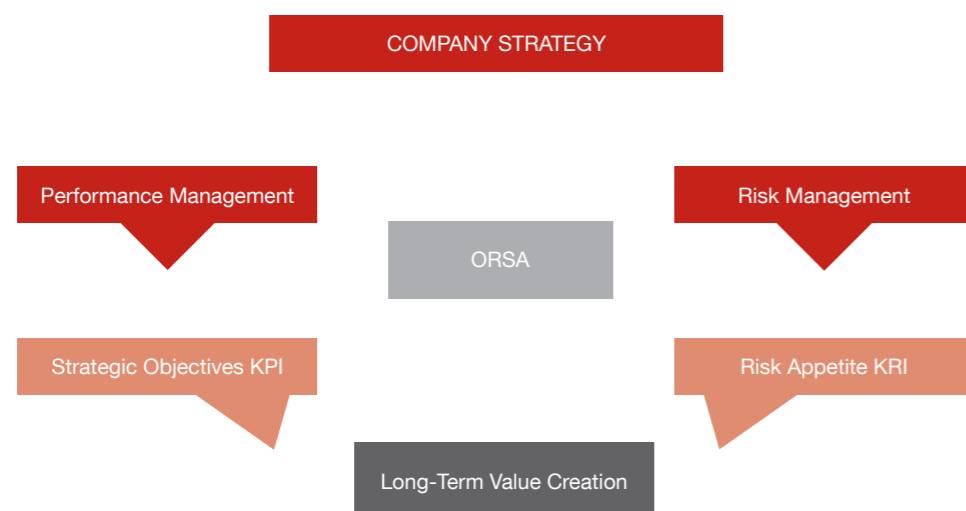 COMPANY STRATEGY
Performance Management
Risk Management
ORSA
Strategic Objectives KPI
Risk Appetite KRI
Long-Term Value Creation